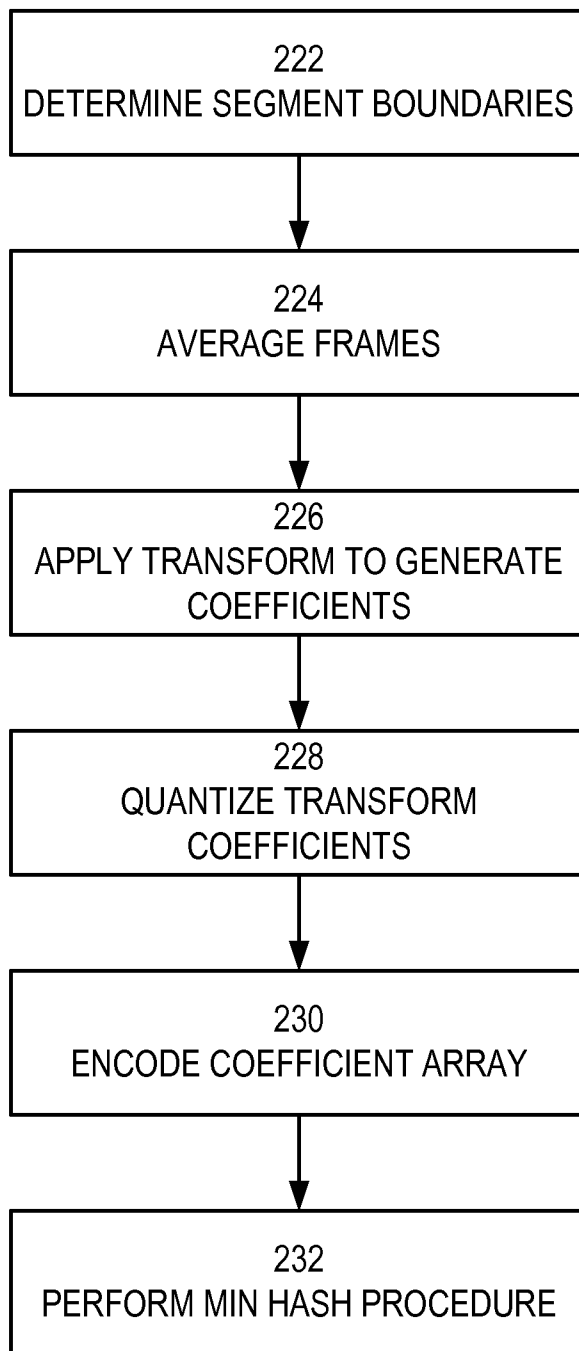 222
DETERMINE SEGMENT BOUNDARIES
224
AVERAGE FRAMES
226
APPLY TRANSFORM TO GENERATE
COEFFICIENTS
228
QUANTIZE TRANSFORM
COEFFICIENTS
230
ENCODE COEFFICIENT ARRAY
232
PERFORM MIN HASH PROCEDURE